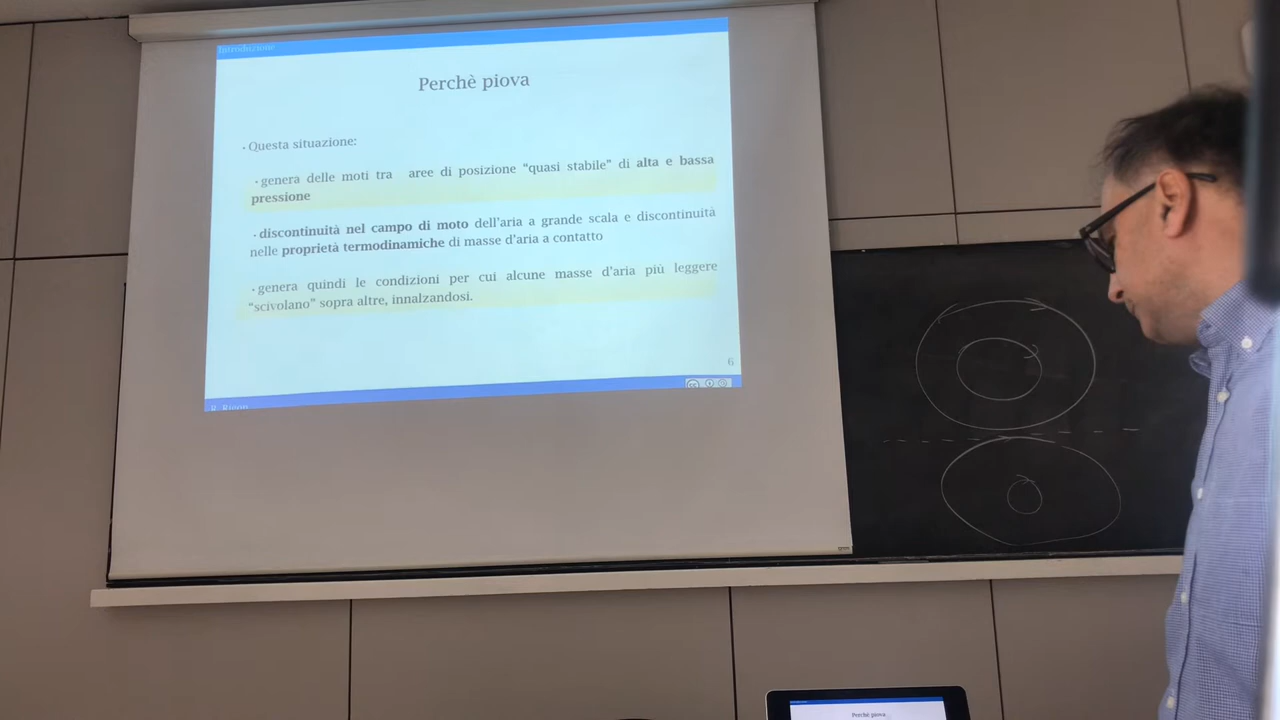 Introduzione
Perchè piova
• Questa situazione:
• genera delle moti tra aree di posizione “quasi stabile” di alta e bassa
pressione
• discontinuità nel campo di moto dell'aria a grande scala e discontinuità
nelle proprietà termodinamiche di masse d'aria a contatto
• genera quindi le condizioni per cui alcune masse d'aria più leggere
“scivolano” sopra altre, innalzandosi.
6
R. Rigon
Perchè piova